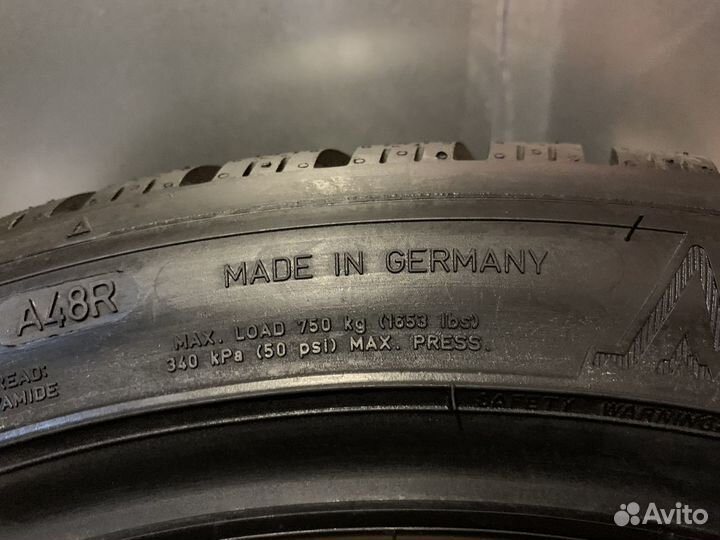 MADE IN GERMANY
A48R
MAX. LOAD 750 kg (1653 lbs)
340 kPa (50 psi) MAX. PRESS.
READ:
AMIDE
SAFETY WARNING
Avito